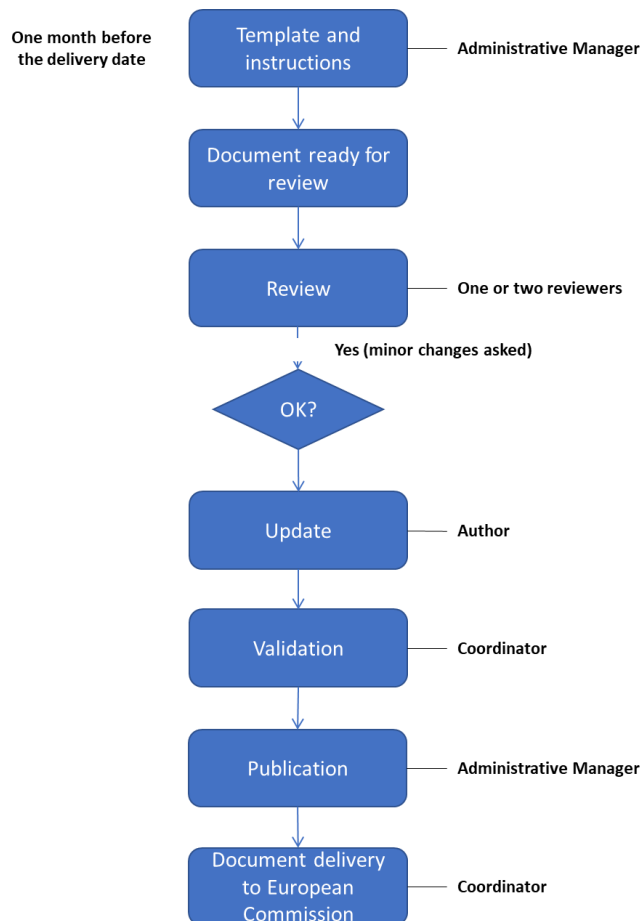 One month before
the delivery date
Template and
instructions
Administrative Manager
Document ready for
review
Review
One or two reviewers
Yes (minor changes asked)
OK?
Update
Author
Validation
Coordinator
Publication
Administrative Manager
Document delivery
to European
Commission
Coordinator